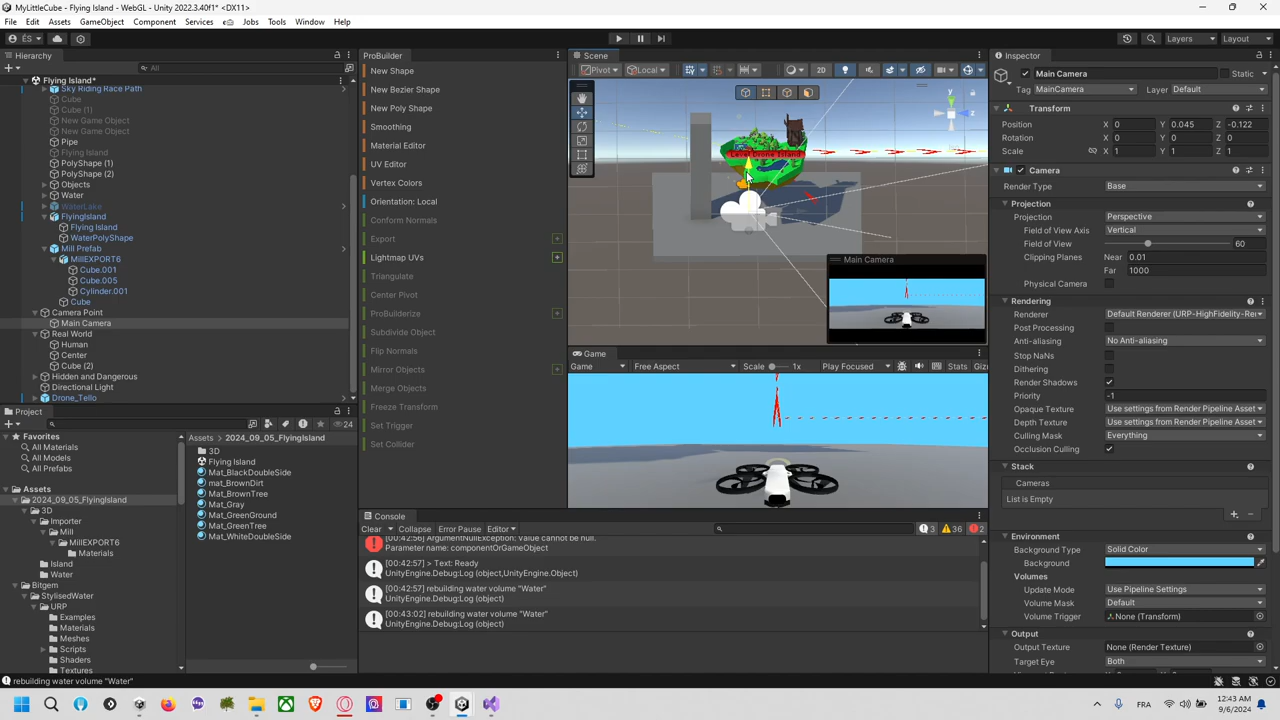 MyLittleCube - Flying Island - WebGL - Unity 2022.3.40f1* <DX11>
File Edit Assets GameObject Component Services Jobs Tools Window Help
ÉS Layers Layout
Hierarchy
All
Flying Island*
Sky Riding Race Path
Cube
Cube (1)
New Game Object
New Game Object
Pipe
Flying Island
PolyShape (1)
PolyShape (2)
Objects
Water
WaterLake
FlyingIsland
Flying Island
WaterPolyShape
Mill Prefab
MillEXPORT6
Cube.001
Cube.005
Cylinder.001
Cube
Camera Point
Main Camera
Real World
Human
Center
Cube (2)
Hidden and Dangerous
Directional Light
Drone_Tello
Project
24
Favorites
All Materials
All Models
All Prefabs
Assets
2024_09_05_FlyingIsland
3D
Importer
Mill
MillEXPORT6
Materials
Island
Water
Bitgem
StylisedWater
URP
Examples
Materials
Meshes
Scripts
Shaders
Textures
Assets > 2024_09_05_FlyingIsland
3D
Flying Island
Mat_BlackDoubleSide
mat_BrownDirt
Mat_BrownTree
Mat_Gray
Mat_GreenGround
Mat_GreenTree
Mat_WhiteDoubleSide
ProBuilder
New Shape
New Bezier Shape
New Poly Shape
Smoothing
Material Editor
UV Editor
Vertex Colors
Orientation: Local
Conform Normals
Export
Lightmap UVs
Triangulate
Center Pivot
ProBuilderize
Subdivide Object
Flip Normals
Mirror Objects
Merge Objects
Freeze Transform
Set Trigger
Set Collider
Scene
Pivot Local 2D
y
z
Level Drone Island
Main Camera
Game
Game Free Aspect Scale 1x Play Focused Stats Giz
Console
Clear Collapse Error Pause Editor 3 36 2
[00:42:56] ArgumentNullException: Value cannot be null.
Parameter name: componentOrGameObject
[00:42:57] > Text: Ready
UnityEngine.Debug:Log (object,UnityEngine.Object)
[00:42:57] rebuilding water volume "Water"
UnityEngine.Debug:Log (object)
[00:43:02] rebuilding water volume "Water"
UnityEngine.Debug:Log (object)
Inspector
Main Camera Static
Tag MainCamera Layer Default
Transform
Position X 0 Y 0.045 Z -0.122
Rotation X 0 Y 0 Z 0
Scale X 1 Y 1 Z 1
Camera
Render Type Base
Projection
Projection Perspective
Field of View Axis Vertical
Field of View 60
Clipping Planes Near 0.01
Far 1000
Physical Camera
Rendering
Renderer Default Renderer (URP-HighFidelity-Re
Post Processing
Anti-aliasing No Anti-aliasing
Stop NaNs
Dithering
Render Shadows
Priority -1
Opaque Texture Use settings from Render Pipeline Asset
Depth Texture Use settings from Render Pipeline Asset
Culling Mask Everything
Occlusion Culling
Stack
Cameras
List is Empty
Environment
Background Type Solid Color
Background
Volumes
Update Mode Use Pipeline Settings
Volume Mask Default
Volume Trigger None (Transform)
Output
Output Texture None (Render Texture)
Target Eye Both
rebuilding water volume "Water"
FRA
12:43 AM
9/6/2024